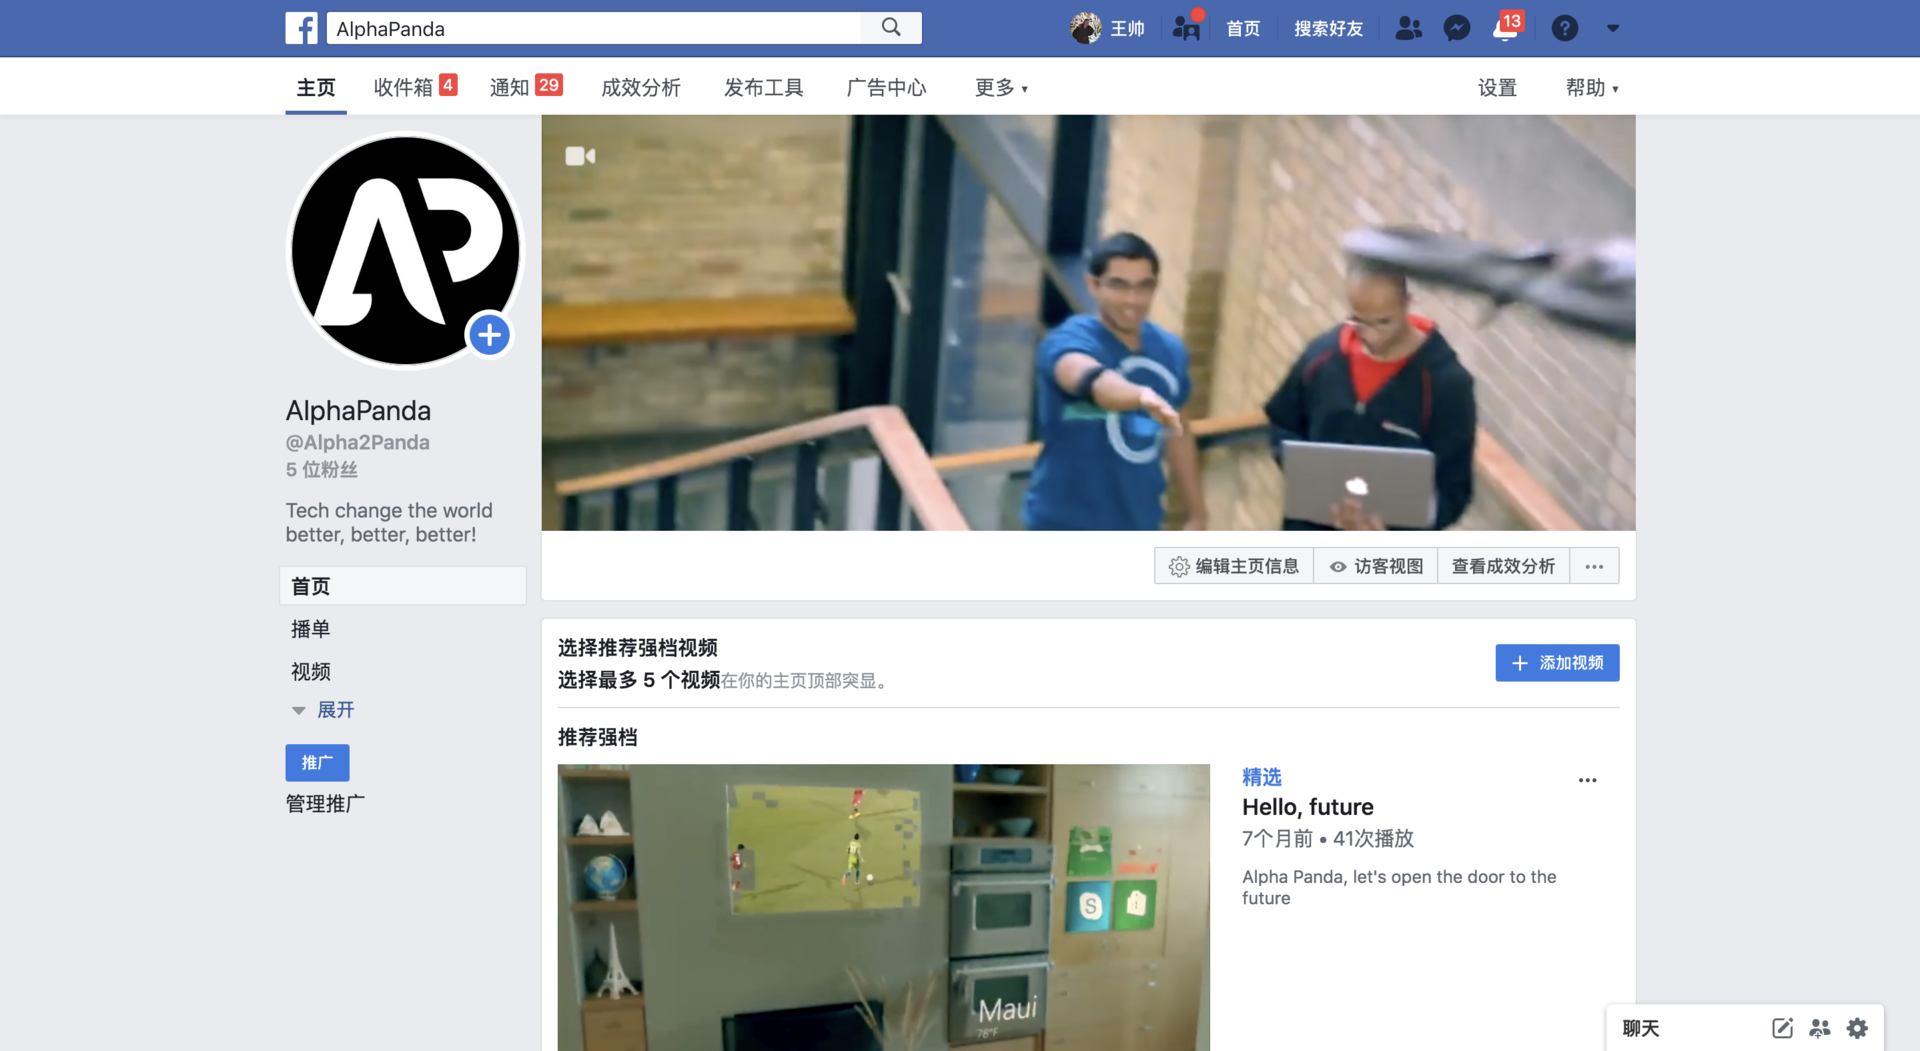 AlphaPanda
王帅
首页
搜索好友
13
主页
收件箱 4
通知 29
成效分析
发布工具
广告中心
更多
设置
帮助
AP
AlphaPanda
@Alpha2Panda
5 位粉丝
Tech change the world
better, better, better!
首页
播单
视频
展开
推广
管理推广
编辑主页信息
访客视图
查看成效分析
选择推荐强档视频
选择最多 5 个视频在你的主页顶部突显。
添加视频
推荐强档
精选
Hello, future
7个月前 • 41次播放
Alpha Panda, let's open the door to the
future
Maui
78°F
聊天